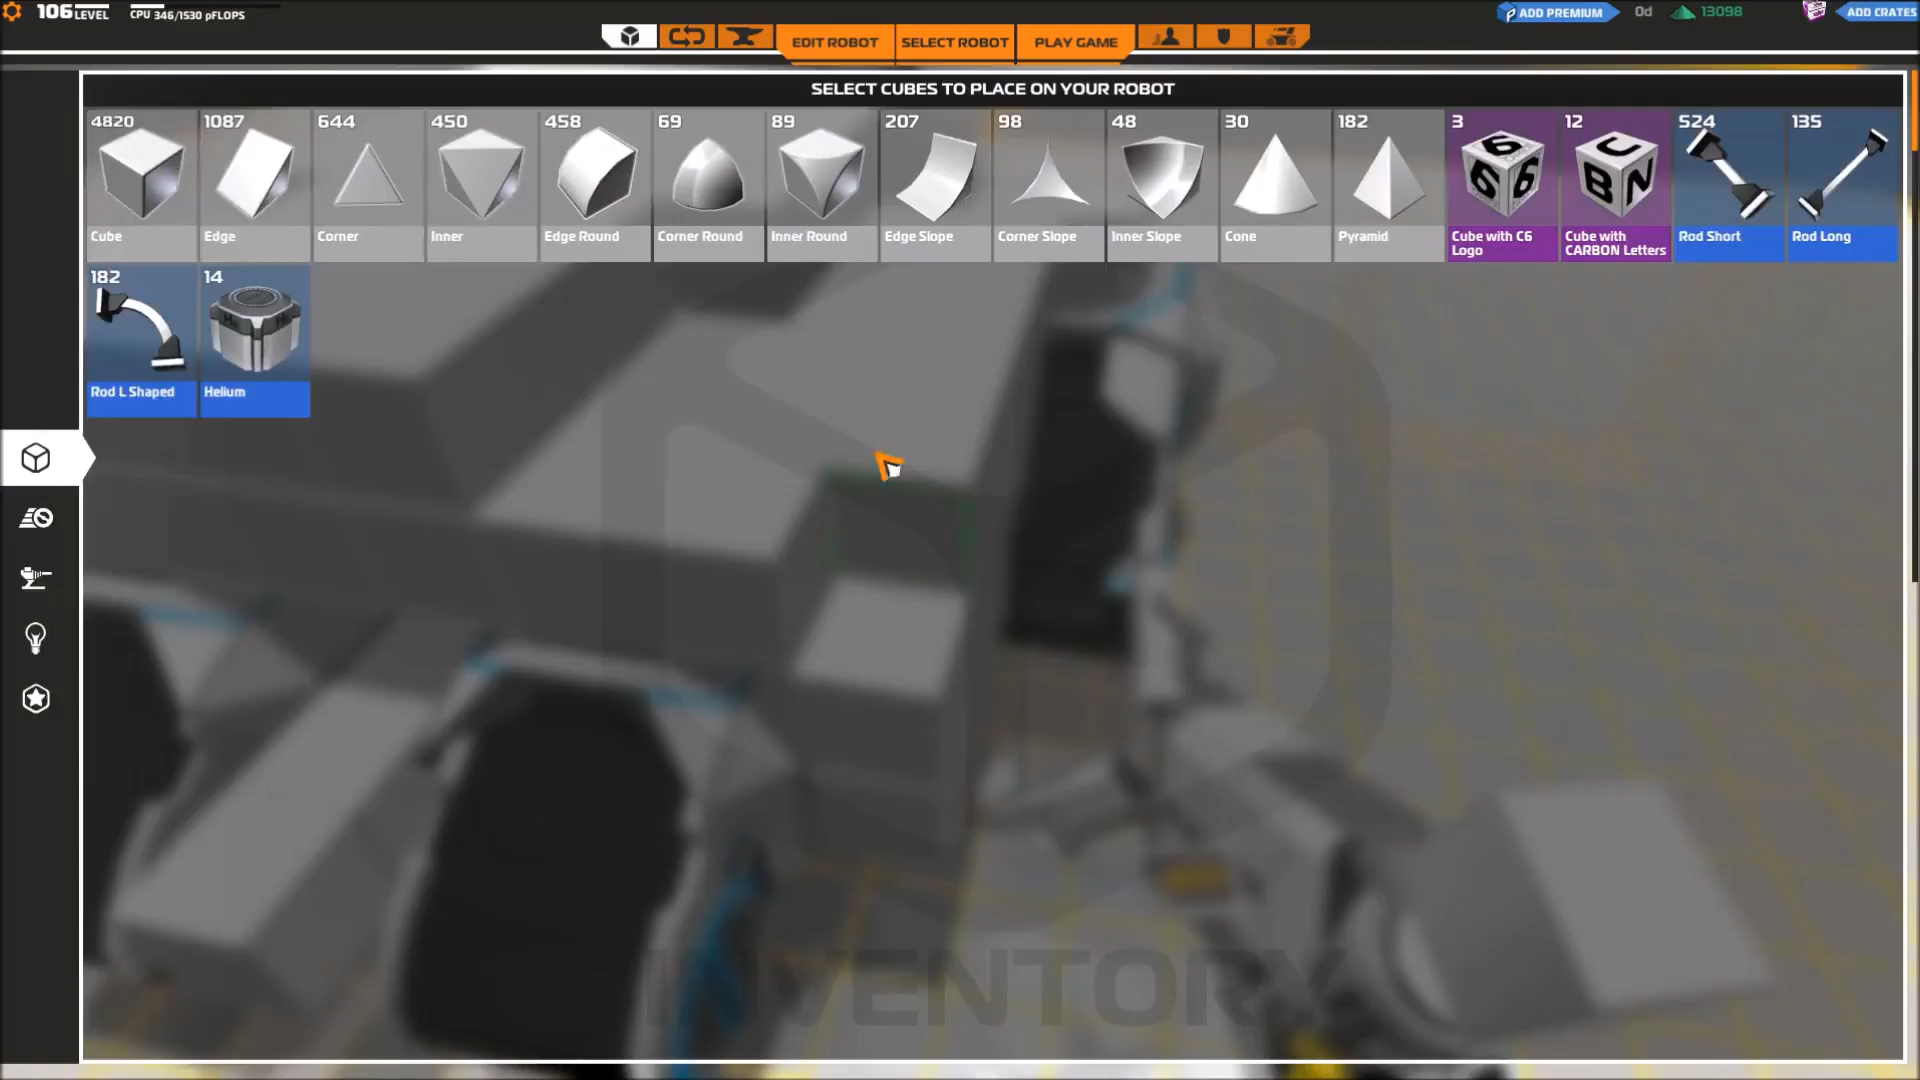 106 LEVEL CPU 346/1530 pFLOPS
ADD PREMIUM 0d 13098 ADD CRATES
EDIT ROBOT SELECT ROBOT PLAY GAME
SELECT CUBES TO PLACE ON YOUR ROBOT
4820 1087 644 450 458 69 89 207 98 48 30 182 3 12 524 135
Cube Edge Corner Inner Edge Round Corner Round Inner Round Edge Slope Corner Slope Inner Slope Cone Pyramid Cube with C6 Logo Cube with CARBON Letters Rod Short Rod Long
182 14
Rod L Shaped Helium
INVENTORY